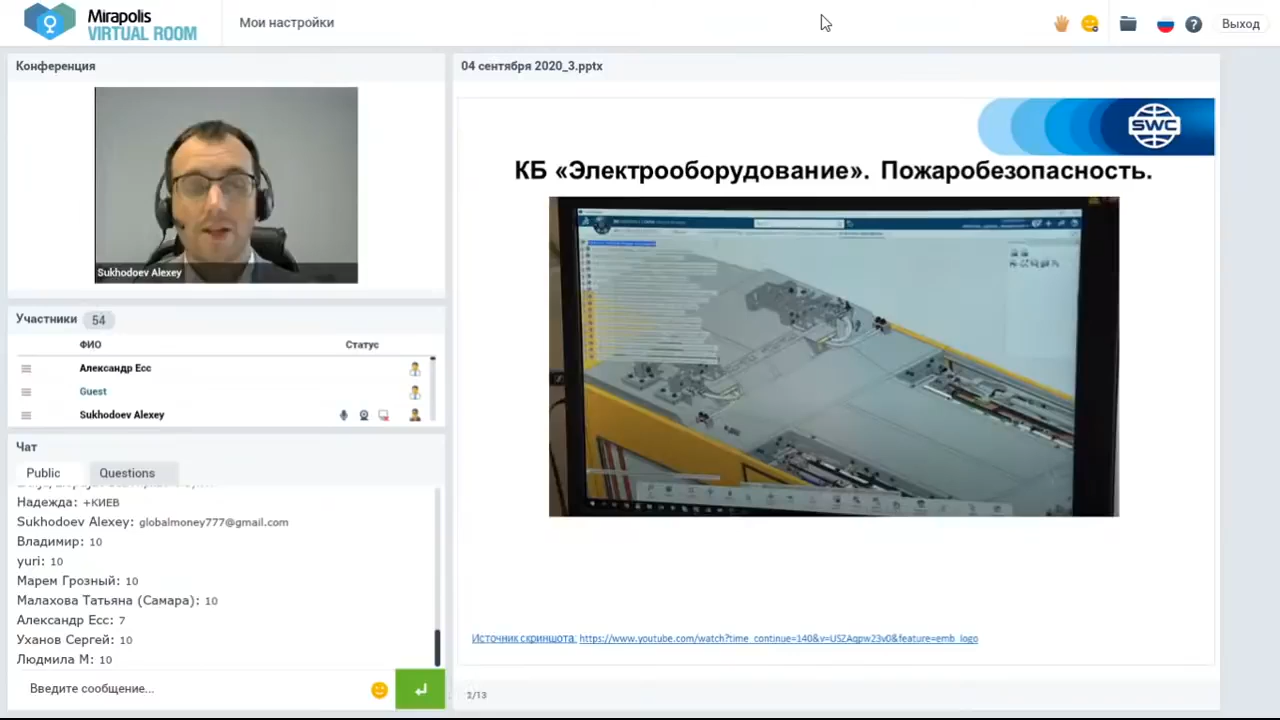 Mirapolis
VIRTUAL ROOM
Мои настройки
Выход
Конференция
Sukhodoev Alexey
Участники 54
ФИО Статус
Александр Есс
Guest
Sukhodoev Alexey
Чат
Public Questions
Надежда: +КИЕВ
Sukhodoev Alexey: globalmoney777@gmail.com
Владимир: 10
yuri: 10
Марем Грозный: 10
Малахова Татьяна (Самара): 10
Александр Есс: 7
Уханов Сергей: 10
Людмила М: 10
Введите сообщение...
04 сентября 2020_3.pptx
SWC
КБ «Электрооборудование». Пожаробезопасность.
Источник скриншота: https://www.youtube.com/watch?time_continue=140&v=USZAqpw23v0&feature=emb_logo
2/13